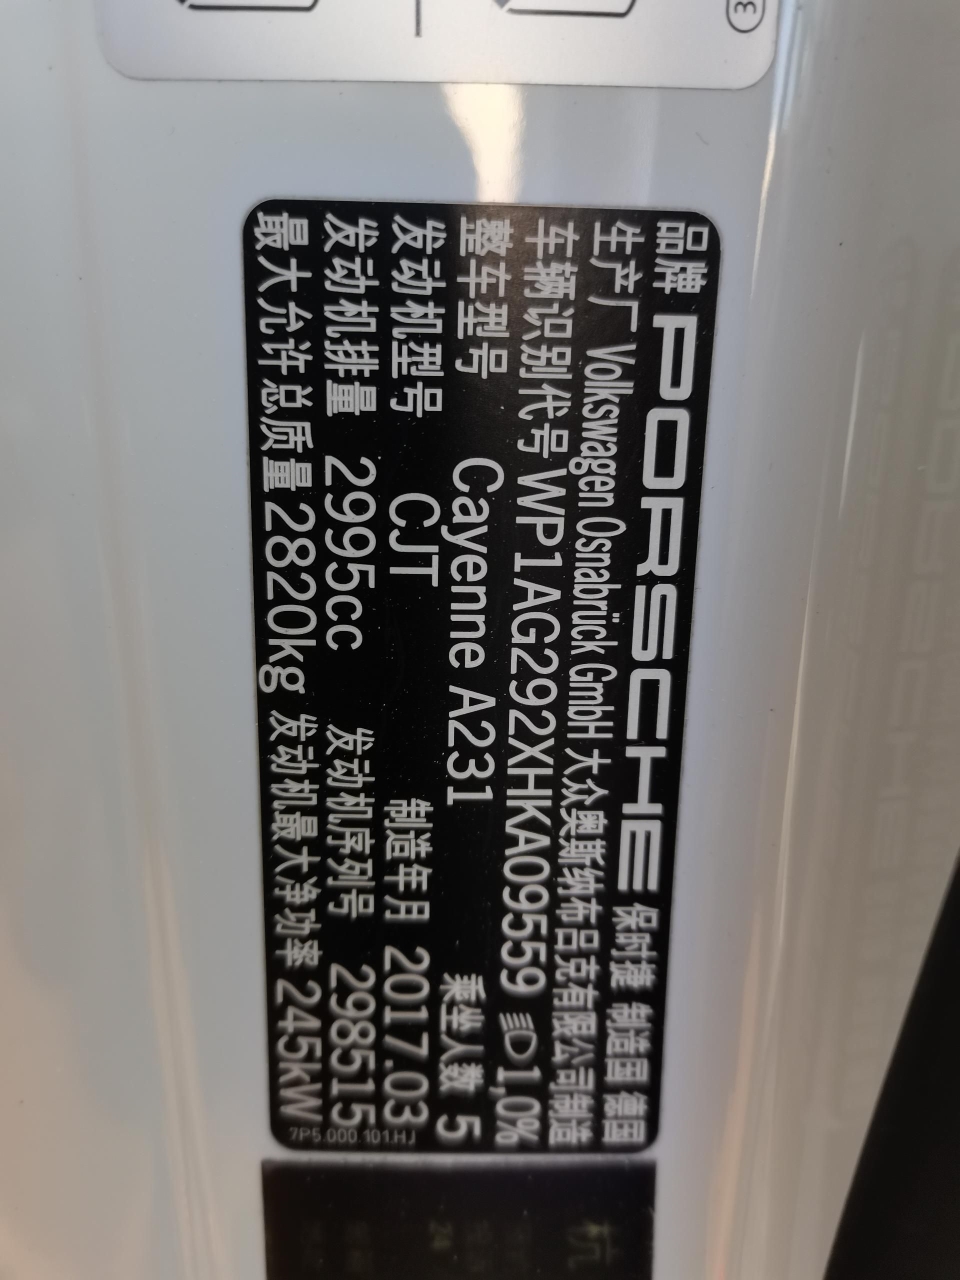 3
品牌 PORSCHE 保时捷 制造国 德国
生产厂 Volkswagen Osnabrück GmbH 大众奥斯纳布吕克有限公司制造
车辆识别代号 WP1AG292XHKA09559 1,0%
整车型号 Cayenne A231 乘坐人数 5
发动机型号 CJT 制造年月 2017.03
发动机排量 2995cc 发动机序列号 298515
最大允许总质量 2820kg 发动机最大净功率 245kW
7P5.000.101.HJ